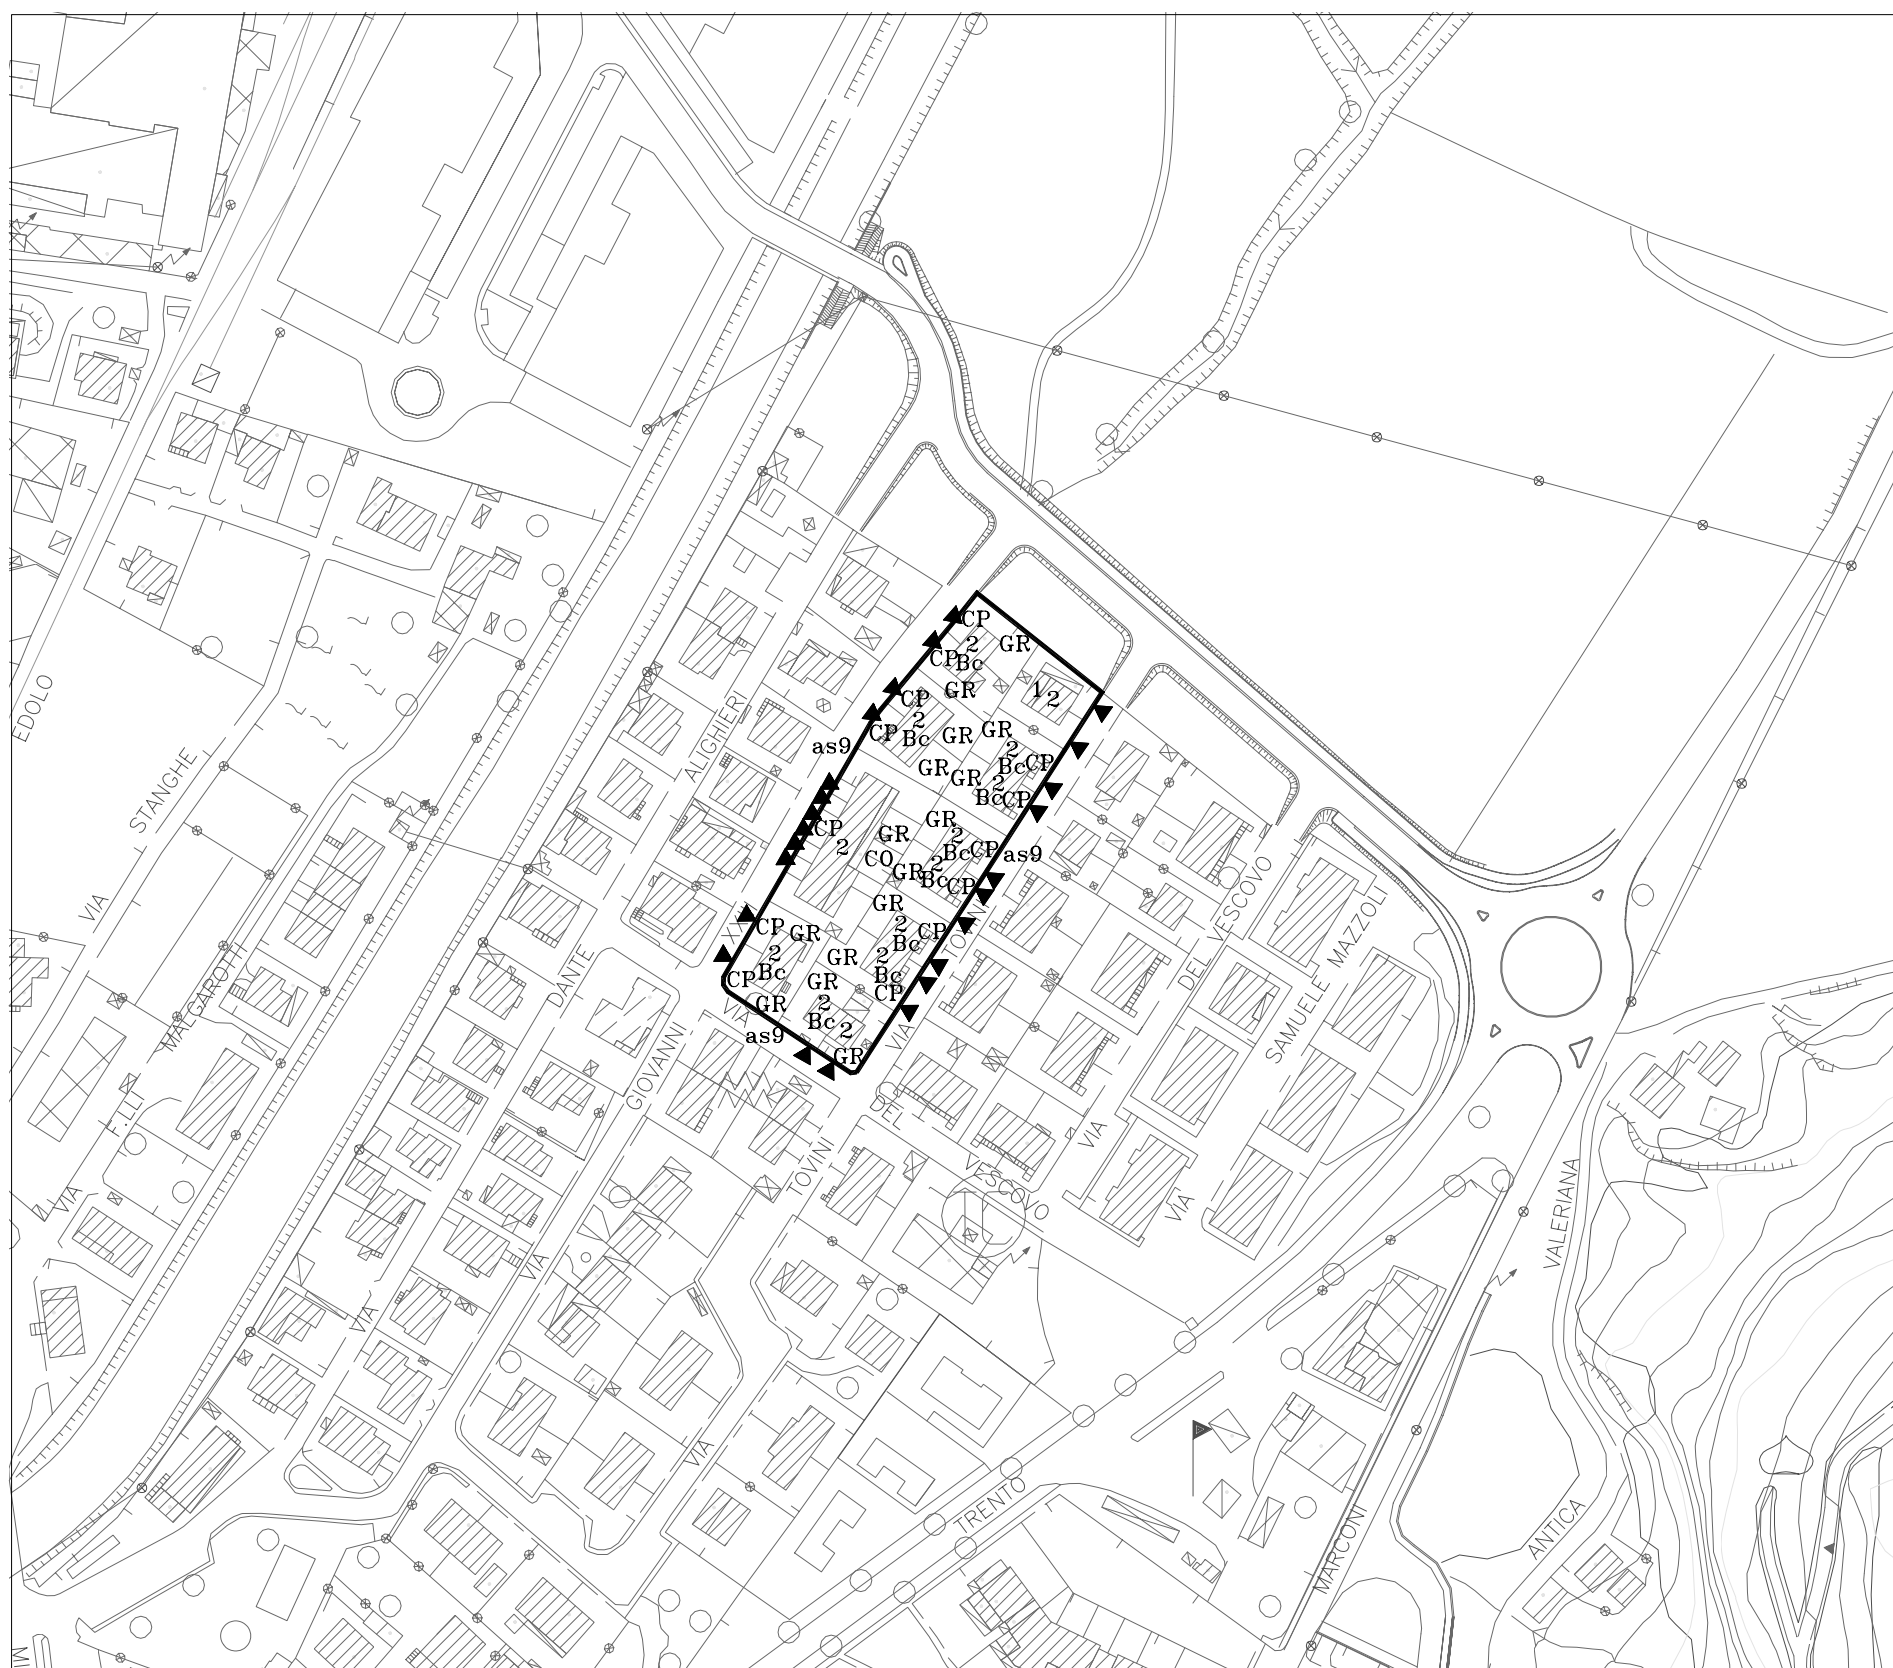 CP
2
GR
CP
Bc
GR
1
2
CP
2
CP
Bc
GR
GR
as9
2
Bc
CP
GR
GR
2
Bc
CP
GR
CP
2
GR
2
Bc
CP
as9
CO
GR
2
Bc
CP
GR
CP
GR
2
Bc
CP
2
Bc
GR
2
Bc
CP
CP
GR
GR
2
Bc
2
as9
GR
EDOLO
VIA
STANGHE
ALIGHERI
DANTE
VIA
MALGAROTTI
F.LLI
VIA
GIOVANNI
XXIII
VIA
VIA
TOVINI
VIA
DEL
VESCOVO
DEL
VESCOVO
VIA
SAMUELE
MAZZOLI
VIA
TOVINI
VIA
VIA
VIA
TRENTO
MARCONI
VALERIANA
ANTICA